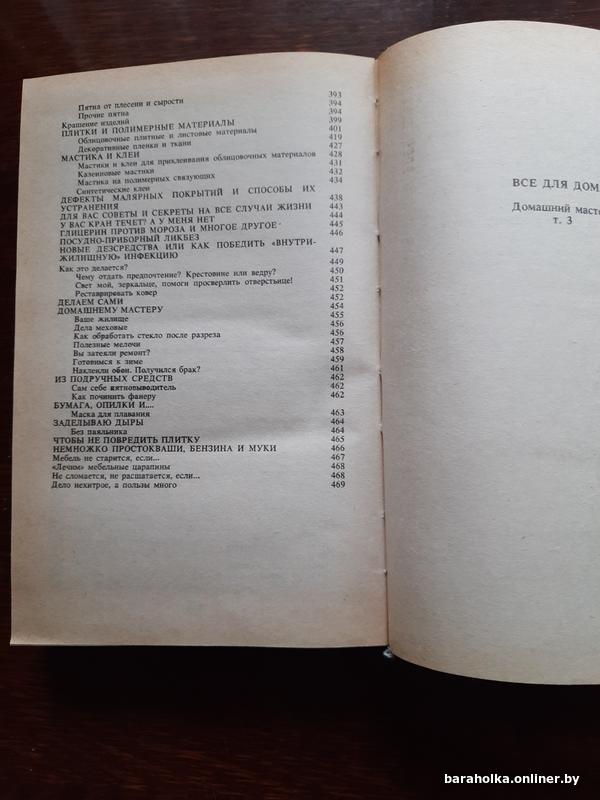 Пятна от плесени и сырости 393
Прочие пятна 394
Крашение изделий 394
ПЛИТКИ И ПОЛИМЕРНЫЕ МАТЕРИАЛЫ 399
Облицовочные плитные и листовые материалы 401
Декоративные пленки и ткани 419
МАСТИКА И КЛЕИ 427
Мастики и клеи для приклеивания облицовочных материалов 428
Казеиновые мастики 431
Мастика на полимерных связующих 432
Синтетические клеи 434
ДЕФЕКТЫ МАЛЯРНЫХ ПОКРЫТИЙ И СПОСОБЫ ИХ
УСТРАНЕНИЯ 438
ДЛЯ ВАС СОВЕТЫ И СЕКРЕТЫ НА ВСЕ СЛУЧАИ ЖИЗНИ 443
У ВАС КРАН ТЕЧЕТ? А У МЕНЯ НЕТ 444
ГЛИЦЕРИН ПРОТИВ МОРОЗА И МНОГОЕ ДРУГОЕ 445
ПОСУДНО-ПРИБОРНЫЙ ЛИКБЕЗ 446
НОВЫЕ ДЕЗСРЕДСТВА ИЛИ КАК ПОБЕДИТЬ «ВНУТРИ-
ЖИЛИЩНУЮ» ИНФЕКЦИЮ 447
Как это делается? 449
Чему отдать предпочтение? Крестовине или ведру? 450
Свет мой, зеркальце, помоги просверлить отверстьице! 451
Реставрировать ковер 452
ДЕЛАЕМ САМИ 452
ДОМАШНЕМУ МАСТЕРУ 454
Ваше жилище 455
Дела меховые 456
Как обработать стекло после разреза 456
Полезные мелочи 457
Вы затеяли ремонт? 458
Готовимся к зиме 459
Наклеили обои. Получился брак? 461
ИЗ ПОДРУЧНЫХ СРЕДСТВ 462
Сам себе пятновыводитель 462
Как починить фанеру 462
БУМАГА, ОПИЛКИ И....
Маска для плавания 463
ЗАДЕЛЫВАЮ ДЫРЫ 464
Без паяльника 464
ЧТОБЫ НЕ ПОВРЕДИТЬ ПЛИТКУ 465
НЕМНОЖКО ПРОСТОКВАШИ, БЕНЗИНА И МУКИ 466
Мебель не старится, если... 467
«Лечим» мебельные царапины 468
Не сломается, не расшатается, если... 468
Дело нехитрое, а пользы много 469
ВСЕ ДЛЯ ДОМА
Домашний масте
т. 3
baraholka.onliner.by